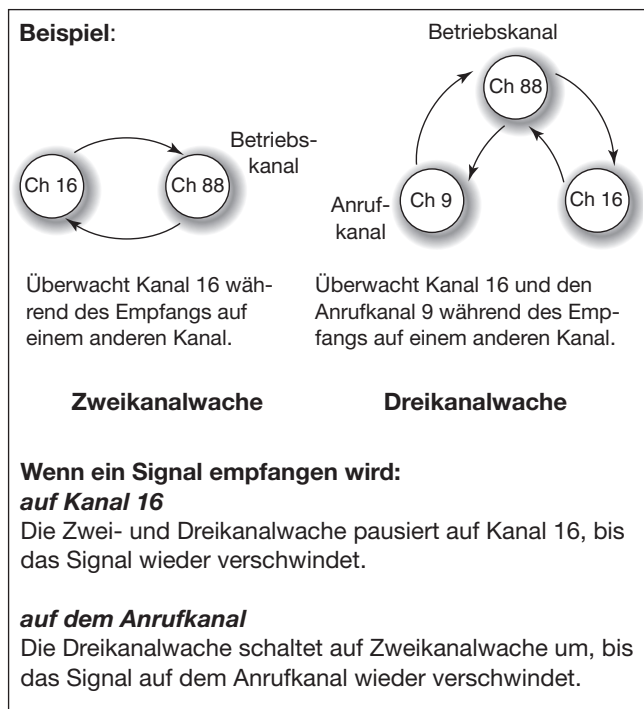 Beispiel:
Ch 16
Ch 88
Betriebs-
kanal
Überwacht Kanal 16 wäh-
rend des Empfangs auf
einem anderen Kanal.
Zweikanalwache
Betriebskanal
Ch 88
Anruf-
kanal
Ch 9
Ch 16
Überwacht Kanal 16 und den
Anrufkanal 9 während des Emp-
fangs auf einem anderen Kanal.
Dreikanalwache
Wenn ein Signal empfangen wird:
auf Kanal 16
Die Zwei- und Dreikanalwache pausiert auf Kanal 16, bis
das Signal wieder verschwindet.
auf dem Anrufkanal
Die Dreikanalwache schaltet auf Zweikanalwache um, bis
das Signal auf dem Anrufkanal wieder verschwindet.